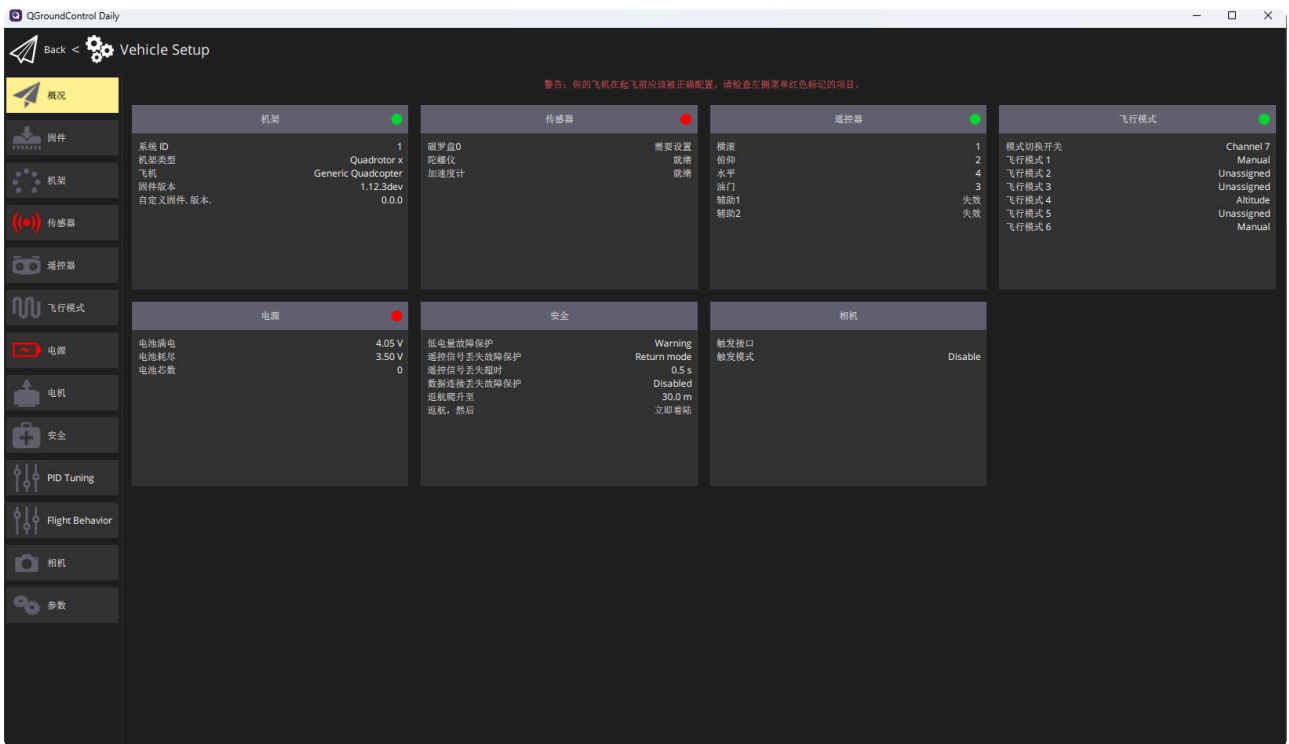 QGroundControl Daily
Back < Vehicle Setup
警告：你的飞机在起飞前应该被正确配置。请检查左侧菜单红色标记的项目。
概况
固件
机架
传感器
遥控器
飞行模式
电源
电机
安全
PID Tuning
Flight Behavior
相机
参数
机架
系统 ID 1
机架类型 Quadrotor x
飞机 Generic Quadcopter
固件版本 1.12.3dev
自定义固件.版本. 0.0.0
传感器
磁罗盘0 需要设置
陀螺仪 就绪
加速度计 就绪
遥控器
横滚 1
俯仰 2
水平 4
油门 3
辅助1 失效
辅助2 失效
飞行模式
模式切换开关 Channel 7
飞行模式 1 Manual
飞行模式 2 Unassigned
飞行模式 3 Unassigned
飞行模式 4 Altitude
飞行模式 5 Unassigned
飞行模式 6 Manual
电源
电池满电 4.05 V
电池耗尽 3.50 V
电池芯数 0
安全
低电量故障保护 Warning
遥控信号丢失故障保护 Return mode
遥控信号丢失超时 0.5 s
数据连接丢失故障保护 Disabled
返航爬升至 30.0 m
返航，然后 立即着陆
相机
触发接口
触发模式 Disable